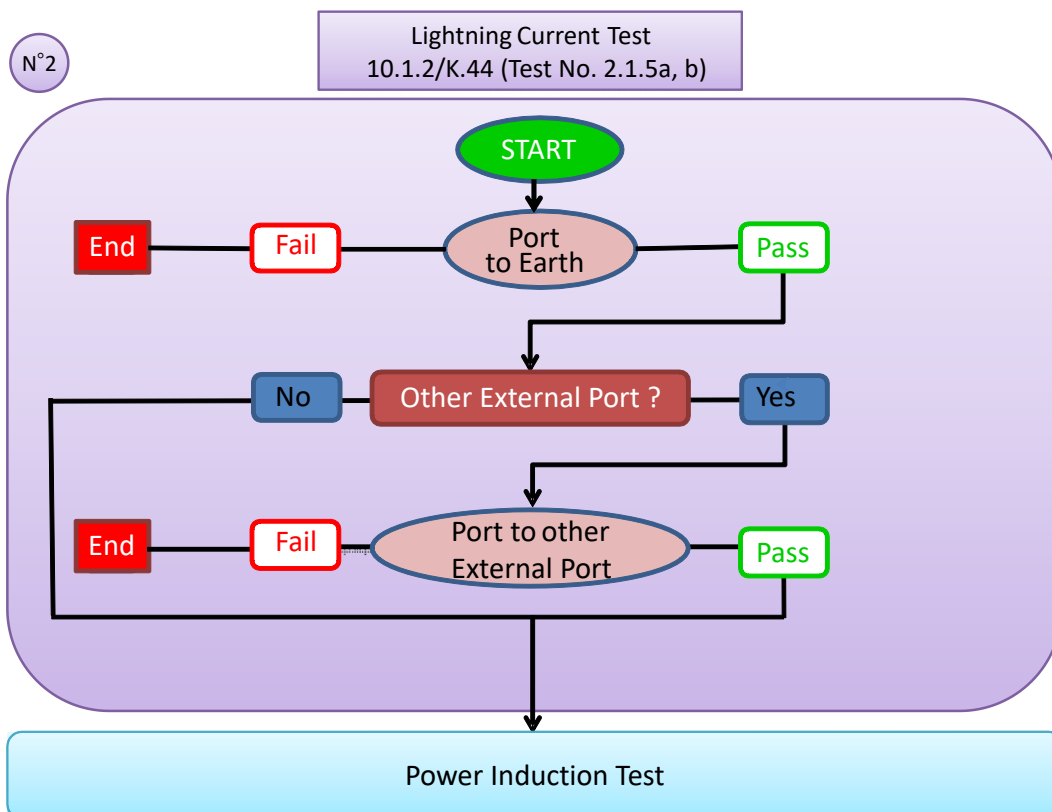 N°2
Lightning Current Test
10.1.2/K.44 (Test No. 2.1.5a, b)
START
End
Fail
Port
to Earth
Pass
No
Other External Port ?
Yes
End
Fail
Port to other
External Port
Pass
Power Induction Test